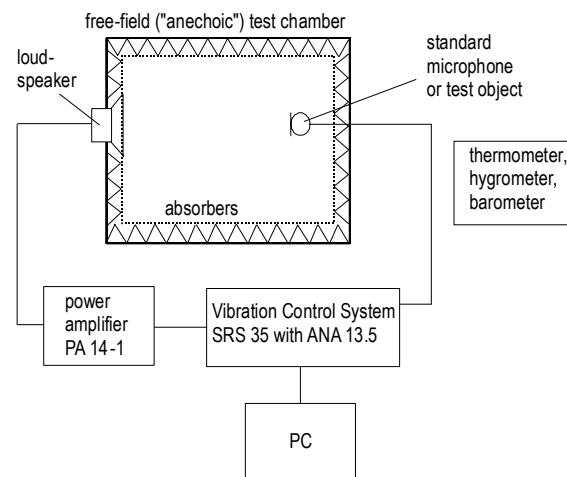 free-field ("anechoic") test chamber
loud-
speaker
standard
microphone
or test object
thermometer,
hygrometer,
barometer
absorbers
power
amplifier
PA 14-1
Vibration Control System
SRS 35 with ANA 13.5
PC